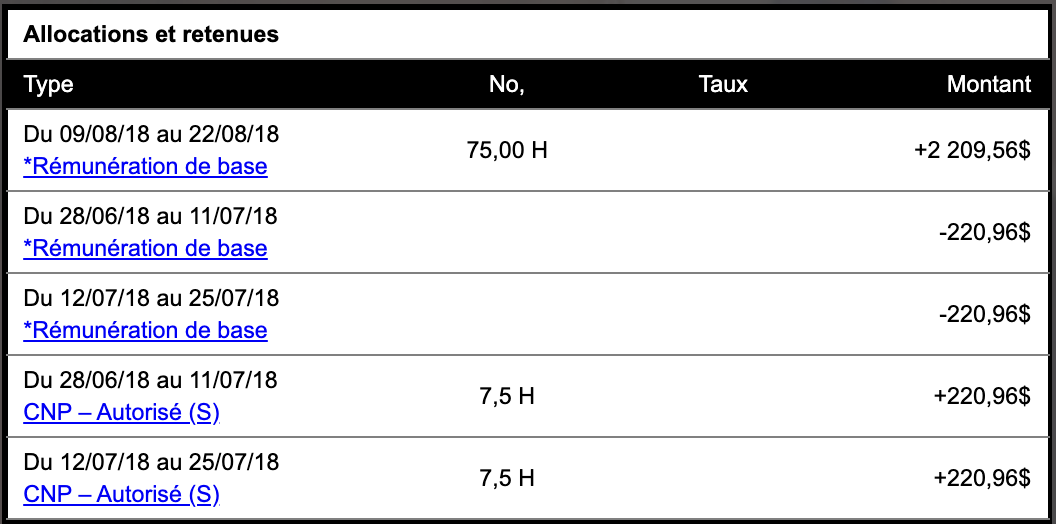 Allocations et retenues
Type No, Taux Montant
Du 09/08/18 au 22/08/18
*Rémunération de base 75,00 H +2 209,56$
Du 28/06/18 au 11/07/18
*Rémunération de base -220,96$
Du 12/07/18 au 25/07/18
*Rémunération de base -220,96$
Du 28/06/18 au 11/07/18
CNP – Autorisé (S) 7,5 H +220,96$
Du 12/07/18 au 25/07/18
CNP – Autorisé (S) 7,5 H +220,96$